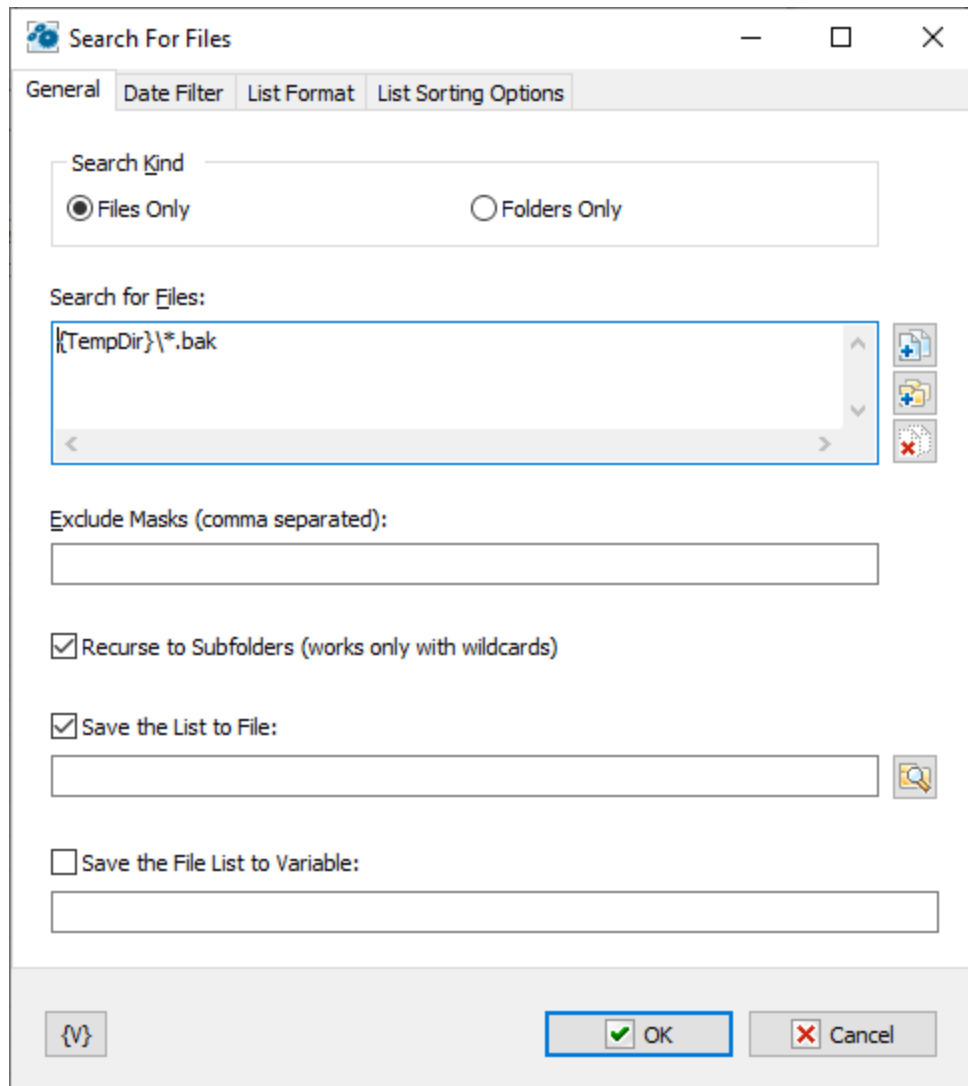 Search For Files
General Date Filter List Format List Sorting Options
Search Kind
Files Only Folders Only
Search for Files:
{TempDir}\*.bak
Exclude Masks (comma separated):
Recurse to Subfolders (works only with wildcards)
Save the List to File:
Save the File List to Variable:
{V} OK Cancel